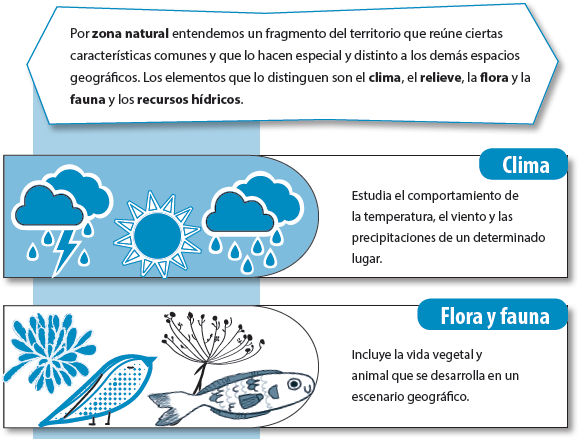 Por zona natural entendemos un fragmento del territorio que reúne ciertas
características comunes y que lo hacen especial y distinto a los demás espacios
geográficos. Los elementos que lo distinguen son el clima, el relieve, la flora y la
fauna y los recursos hídricos.
Clima
Estudia el comportamiento de
la temperatura, el viento y las
precipitaciones de un determinado
lugar.
Flora y fauna
Incluye la vida vegetal y
animal que se desarrolla en un
escenario geográfico.